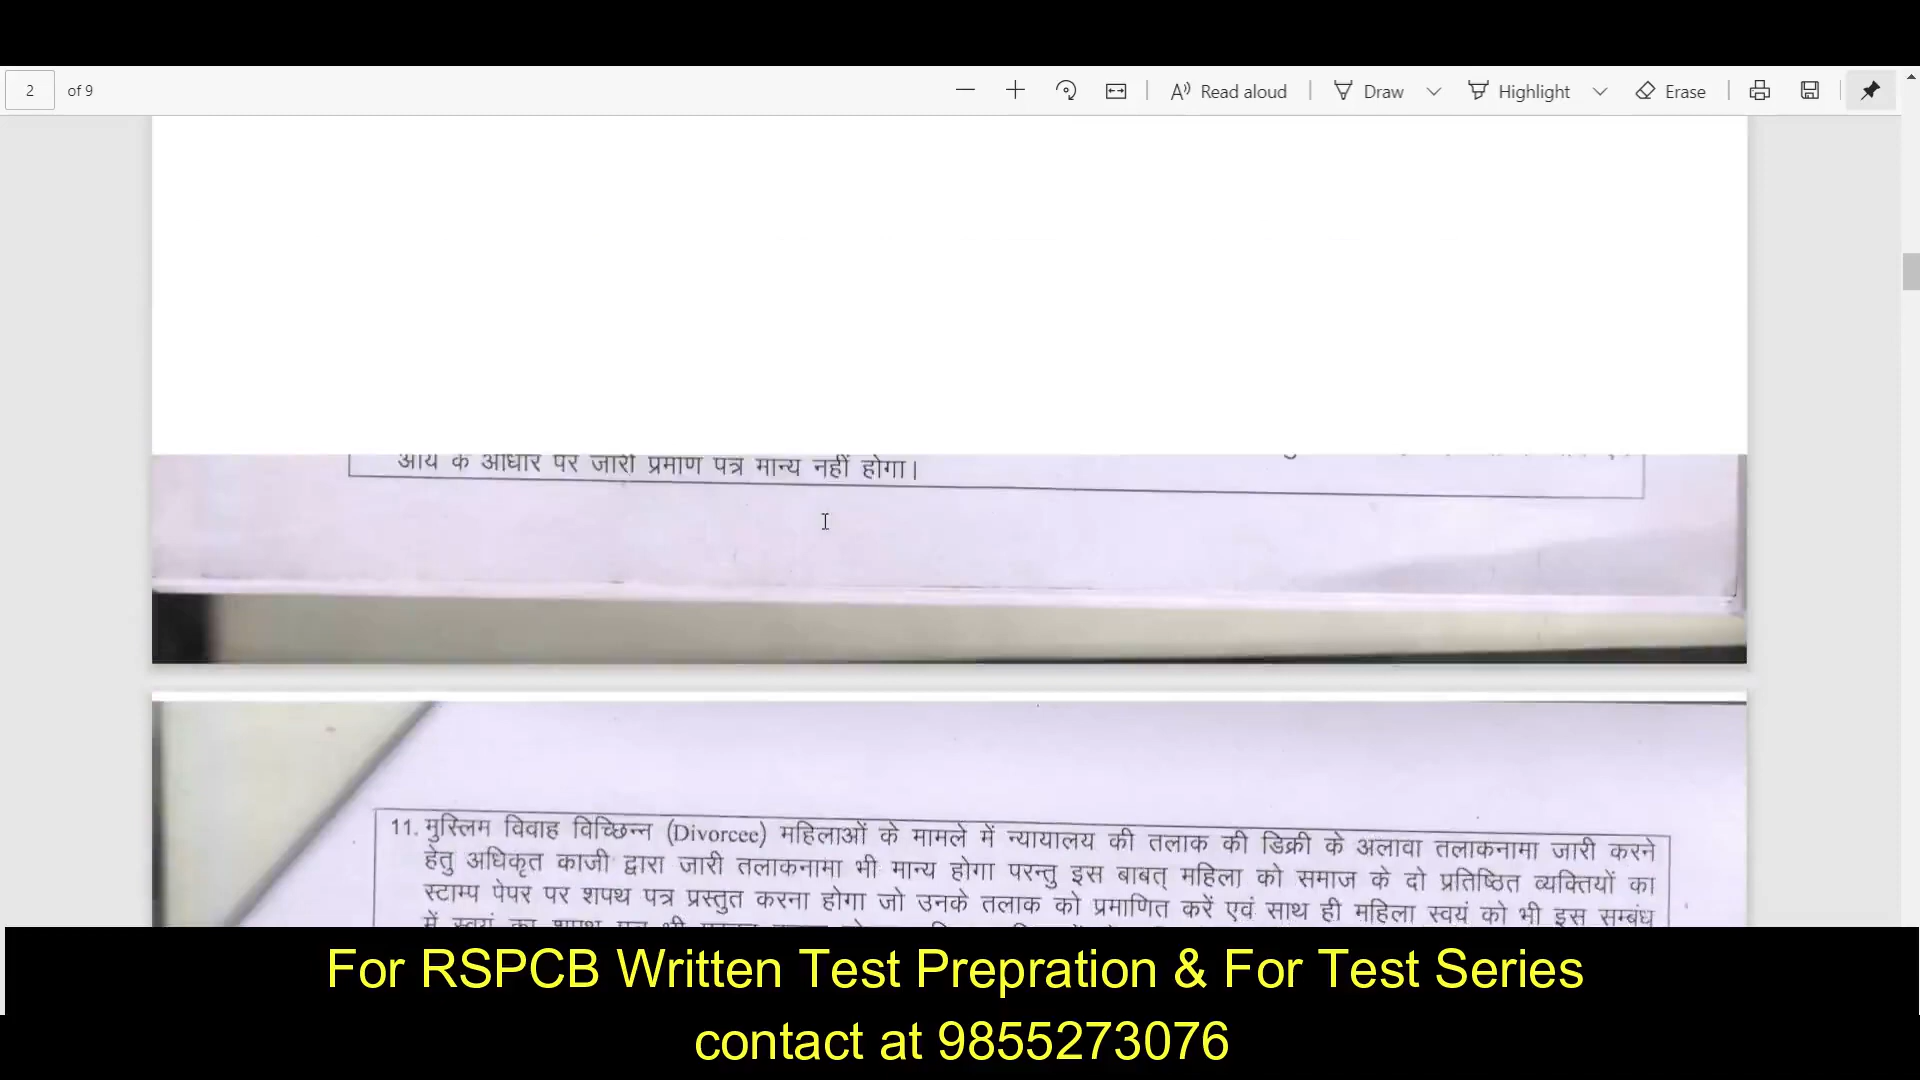 2 of 9 Read aloud Draw Highlight Erase
आय के आधार पर जारी प्रमाण पत्र मान्य नहीं होगा।
11. मुस्लिम विवाह विच्छिन्न (Divorcee) महिलाओं के मामले में न्यायालय की तलाक की डिक्री के अलावा तलाकनामा जारी करने
हेतु अधिकृत काजी द्वारा जारी तलाकनामा भी मान्य होगा परन्तु इस बाबत् महिला को समाज के दो प्रतिष्ठित व्यक्तियों का
स्टाम्प पेपर पर शपथ पत्र प्रस्तुत करना होगा जो उनके तलाक को प्रमाणित करें एवं साथ ही महिला स्वयं को भी इस सम्बंध
में स्वयं का शपथ पत्र भी
For RSPCB Written Test Prepration & For Test Series
contact at 9855273076